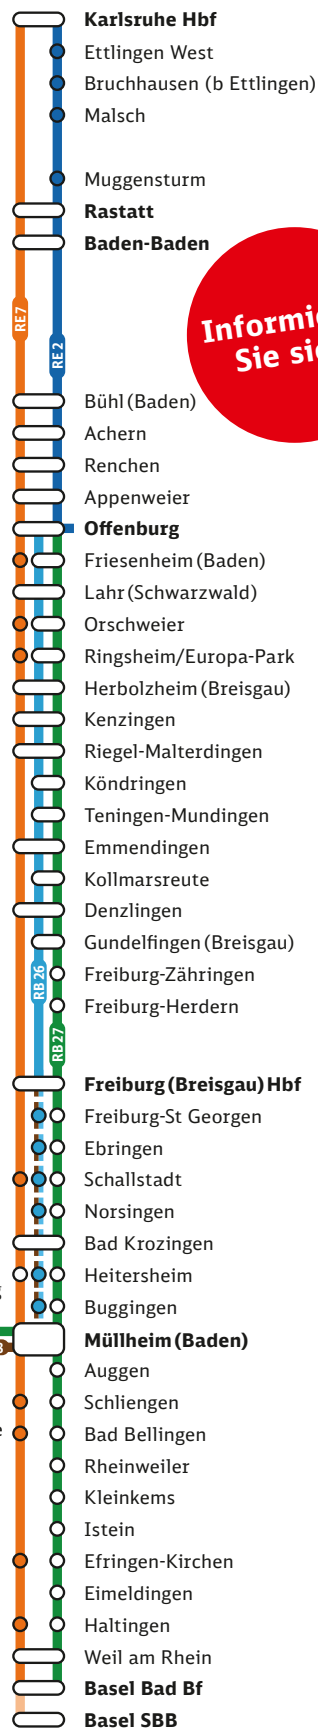 Karlsruhe Hbf
Ettlingen West
Bruchhausen (b Ettlingen)
Malsch
Muggensturm
Rastatt
Baden-Baden
RE 7
Sie
RE 2
Bühl (Baden)
Achern
Renchen
Appenweier
Offenburg
Friesenheim (Baden)
Lahr (Schwarzwald)
Orschweier
Ringsheim/Europa-Park
Herbolzheim (Breisgau)
Kenzingen
Riegel-Malterdingen
Köndringen
Teningen-Mundingen
Emmendingen
Kollmarsreute
Denzlingen
Gundelfingen (Breisgau)
RB 26
Freiburg-Zähringen
Freiburg-Herdern
RB 27
Freiburg (Breisgau) Hbf
Freiburg-St Georgen
Ebringen
Schallstadt
Norsingen
Bad Krozingen
Heitersheim
Buggingen
Müllheim (Baden)
Auggen
Schliengen
Bad Bellingen
Rheinweiler
Kleinkems
Istein
Efringen-Kirchen
Eimeldingen
Haltingen
Weil am Rhein
Basel Bad Bf
Basel SBB